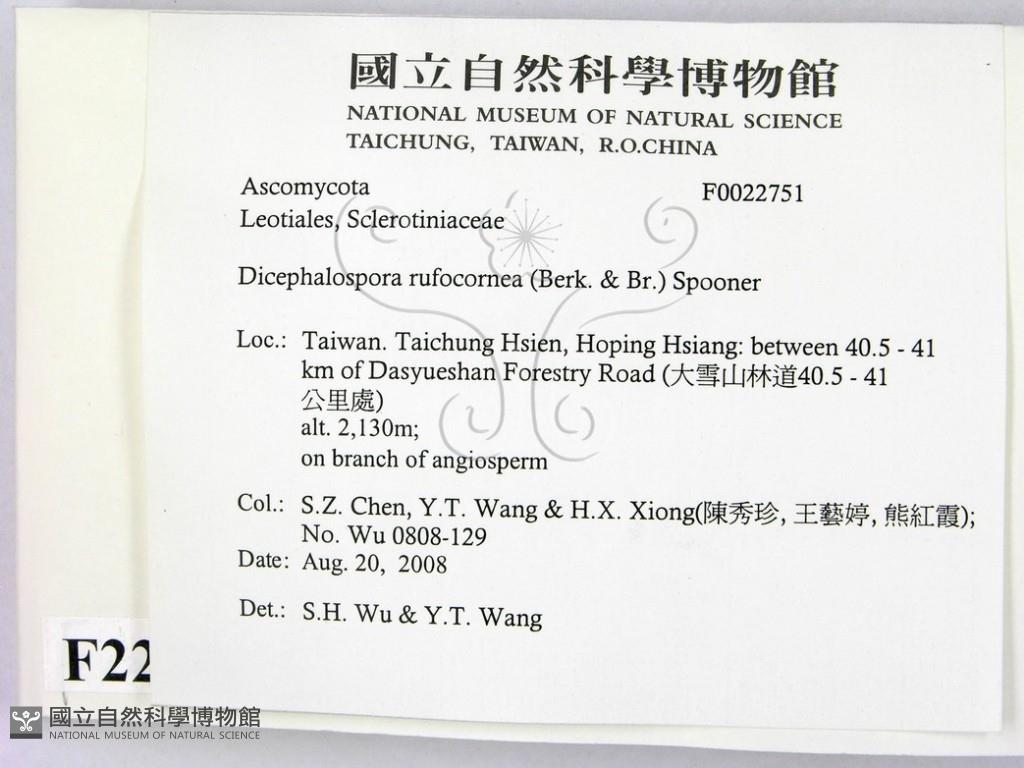 國立自然科學博物館
NATIONAL MUSEUM OF NATURAL SCIENCE
TAICHUNG, TAIWAN, R.O.CHINA
Ascomycota F0022751
Leotiales, Sclerotiniaceae
Dicephalospora rufocornea (Berk. & Br.) Spooner
Loc.: Taiwan. Taichung Hsien, Hoping Hsiang: between 40.5 - 41
km of Dasyueshan Forestry Road (大雪山林道40.5 - 41
公里處)
alt. 2,130m;
on branch of angiosperm
Col.: S.Z. Chen, Y.T. Wang & H.X. Xiong(陳秀珍, 王藝婷, 熊紅霞);
No. Wu 0808-129
Date: Aug. 20, 2008
Det.: S.H. Wu & Y.T. Wang
F22
國立自然科學博物館
NATIONAL MUSEUM OF NATURAL SCIENCE